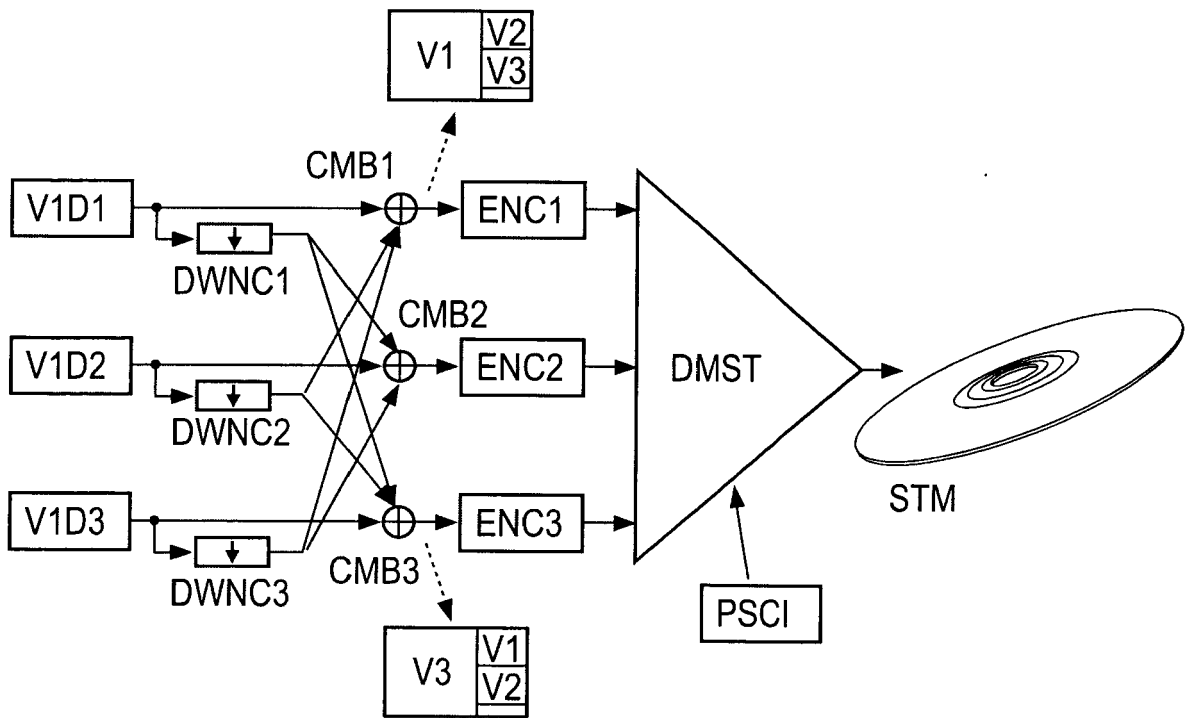 V1
V2
V3
CMB1
V1D1
ENC1
DWNC1
CMB2
V1D2
ENC2
DMST
DWNC2
STM
V1D3
ENC3
CMB3
DWNC3
PSCI
V3
V1
V2